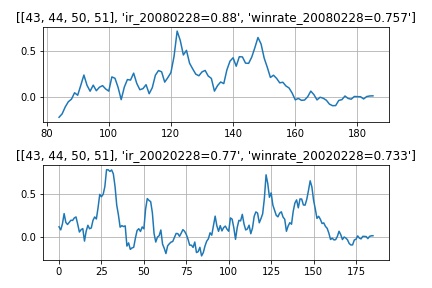 [[43, 44, 50, 51], 'ir_20080228=0.88', 'winrate_20080228=0.757']
0.5
0.0
80 100 120 140 160 180
[[43, 44, 50, 51], 'ir_20020228=0.77', 'winrate_20020228=0.733']
0.5
0.0
0 25 50 75 100 125 150 175